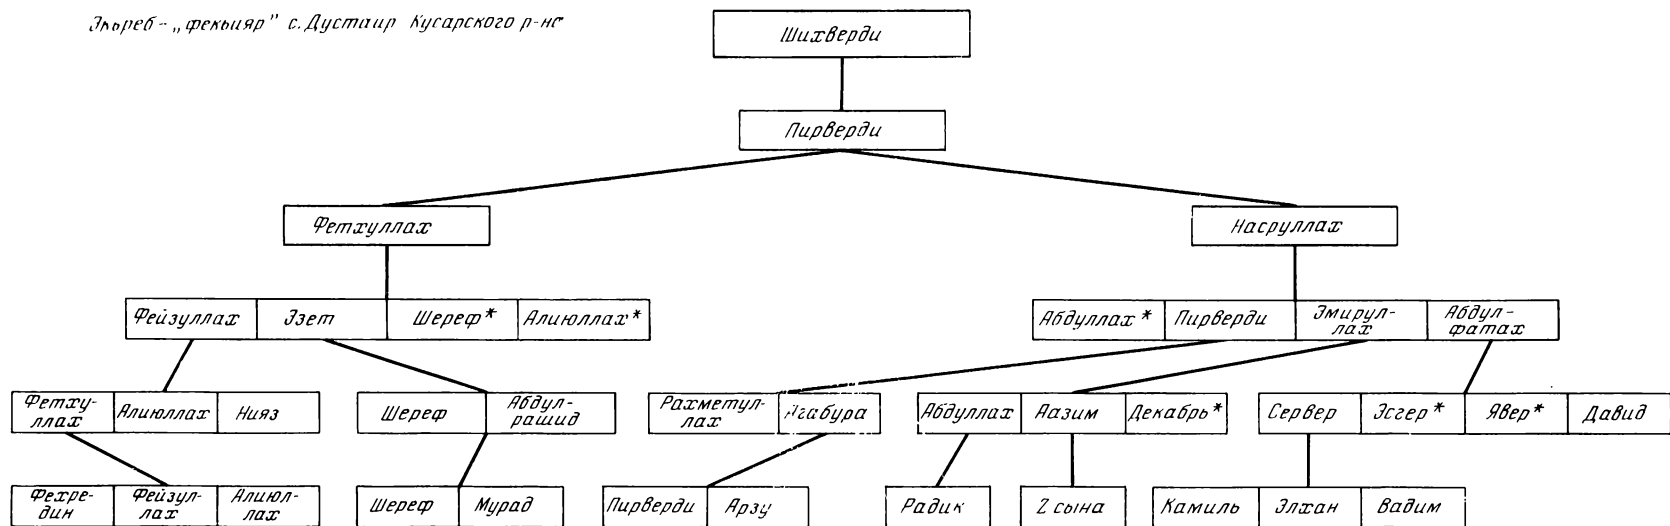 Экьреб - „фекьияр" с. Дустаир Кусарского р-на
Шихверди
Пирверди
Фетхуллах
Насруллах
Фейзуллах Эзет Шереф* Алиюллах*
Абдуллах* Пирверди Эмирул-
лах Абдул-
фатах
Фетху-
ллах Алиюллах Нияз
Шереф Абдул-
рашид
Рахметул-
лах Агабура
Абдуллах Аазим Декабрь*
Сервер Эсгер* Явер* Давид
Фехре-
дин Фейзул-
лах Алиюл-
лах
Шереф Мурад
Пирверди Арзу
Радик
2 сына
Камиль Элхан Вадим